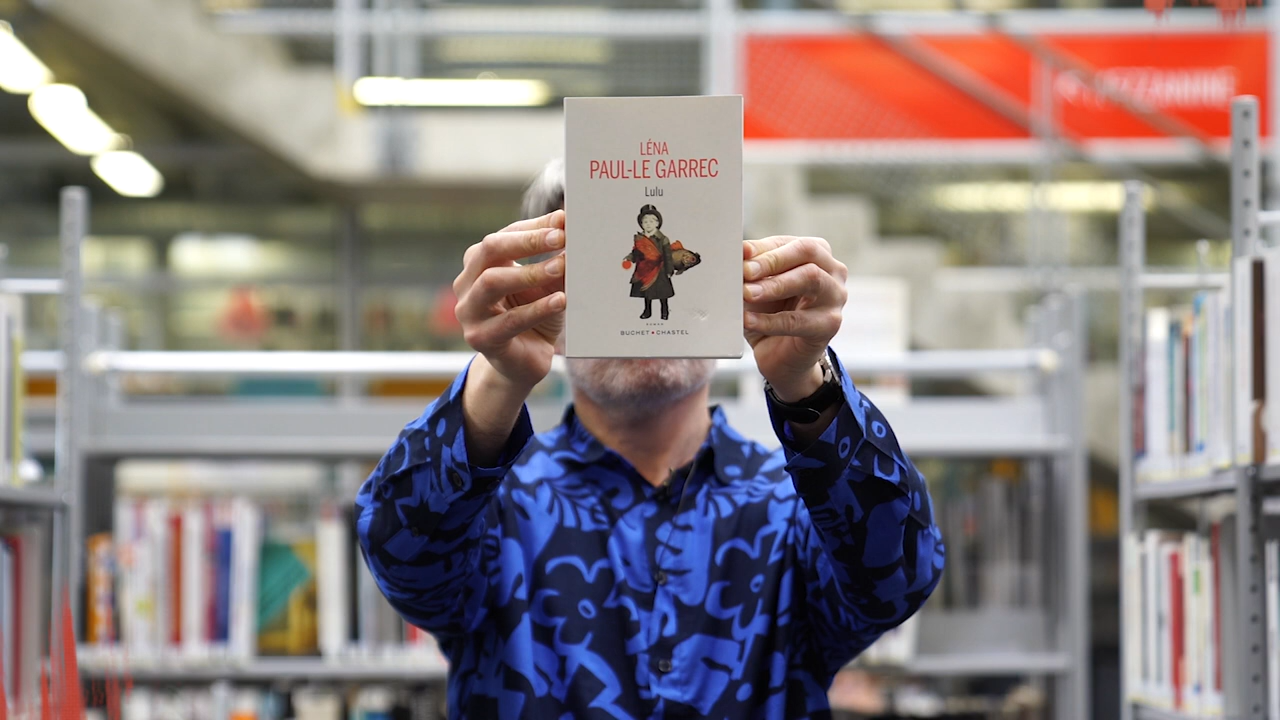 LÉNA
PAUL-LE GARREC
Lulu
ROMAN
BUCHET • CHASTEL